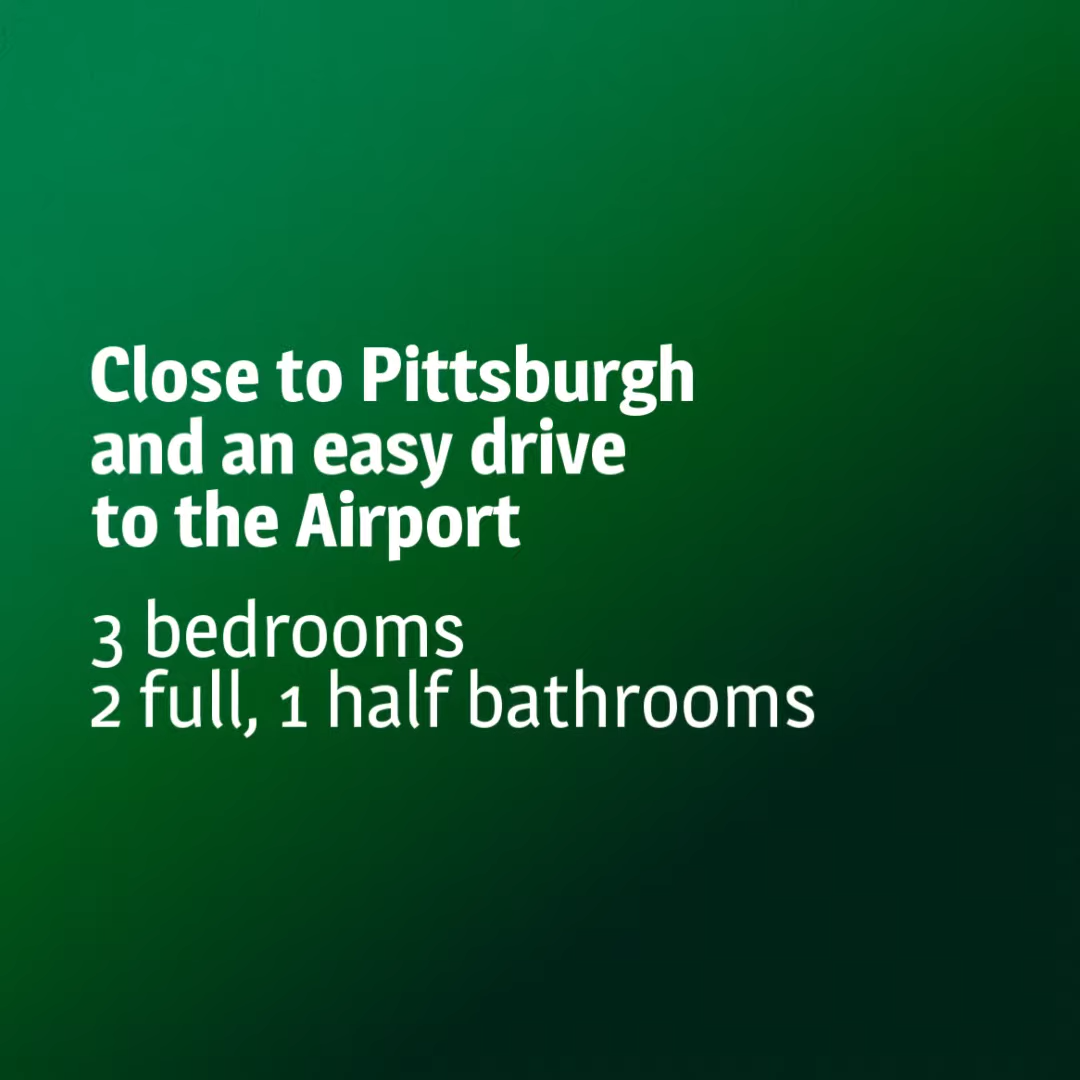 Close to Pittsburgh
and an easy drive
to the Airport
3 bedrooms
2 full, 1 half bathrooms